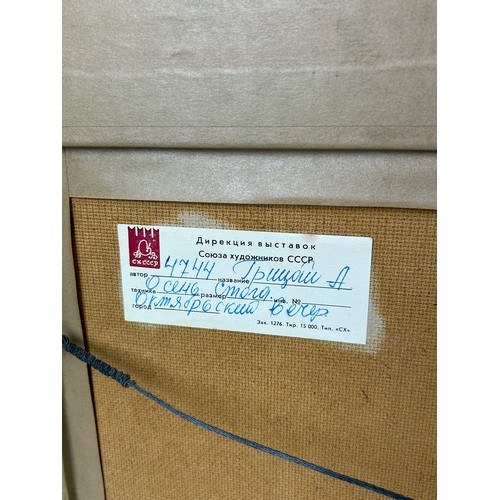 Дирекция выставок
Союза художников СССР
СХ СССР
автор 4744 название Грицай А
техника Осень стога размер инв. №
город Октябрьский вечер
Зак. 1276. Тир. 15 000. Тип. «СХ»